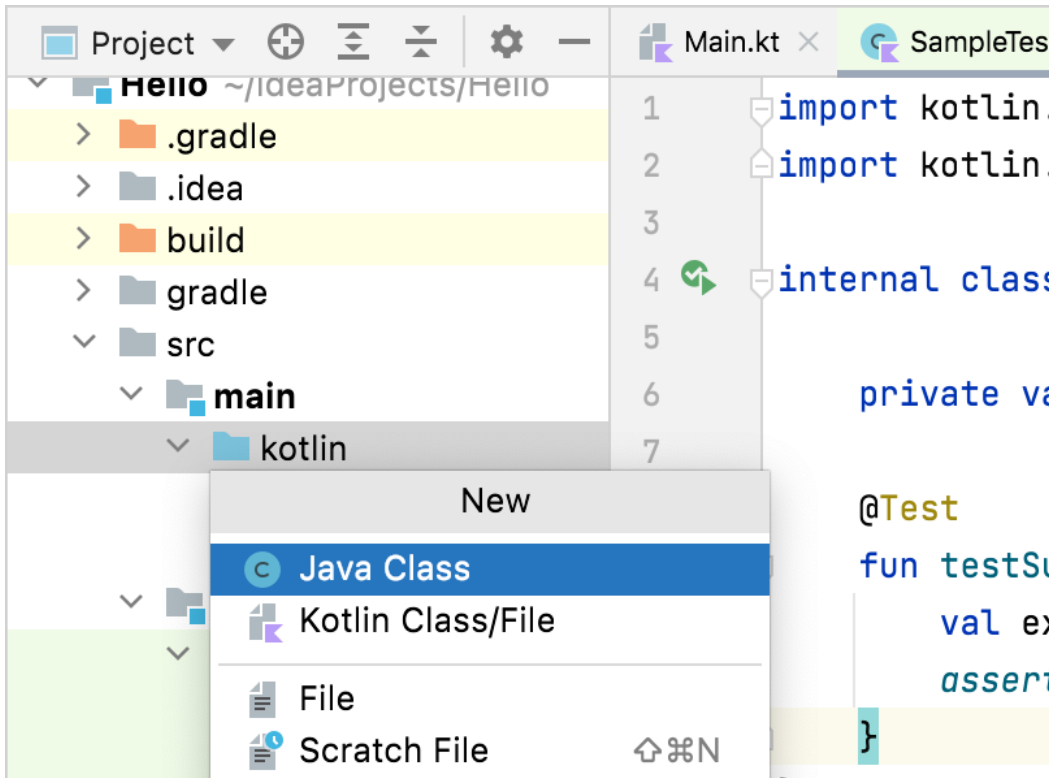 Project
Main.kt
SampleTes
Hello ~/IdeaProjects/Hello
.gradle
.idea
build
gradle
src
main
kotlin
New
Java Class
Kotlin Class/File
File
Scratch File ⇧⌘N
1 import kotlin.
2 import kotlin.
3
4 internal class
5
6 private va
7
@Test
fun testSu
val ex
assert
}